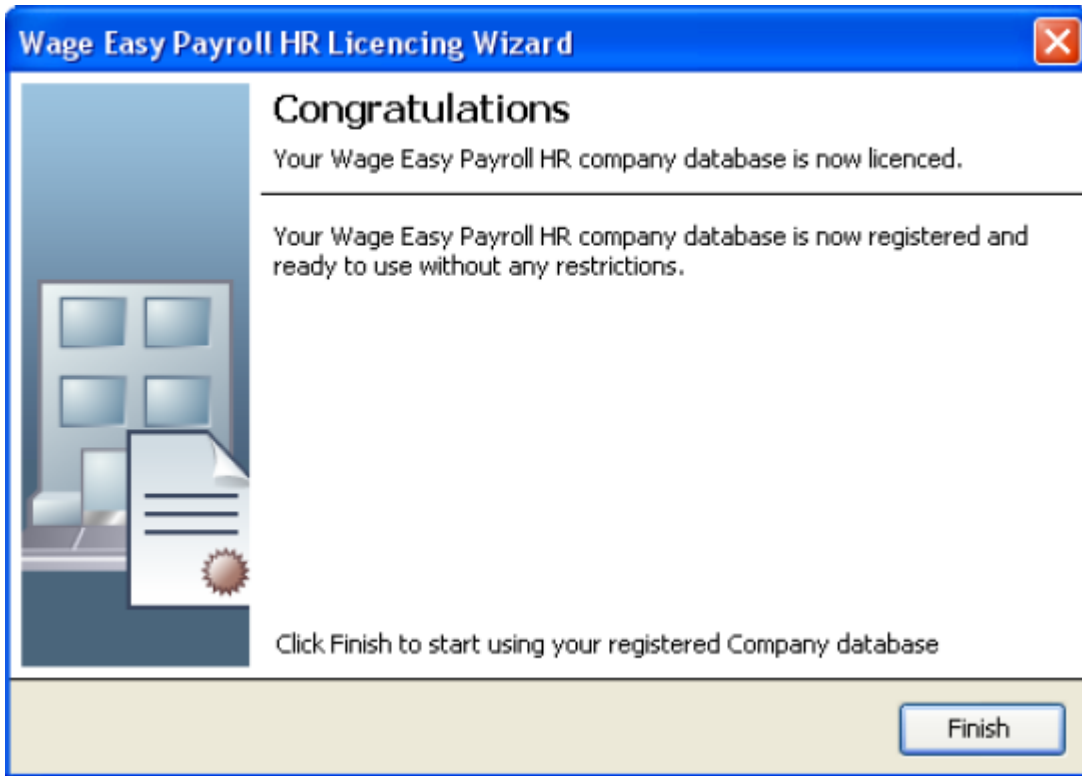 Wage Easy Payroll HR Licencing Wizard
Congratulations
Your Wage Easy Payroll HR company database is now licenced.
Your Wage Easy Payroll HR company database is now registered and
ready to use without any restrictions.
Click Finish to start using your registered Company database
Finish